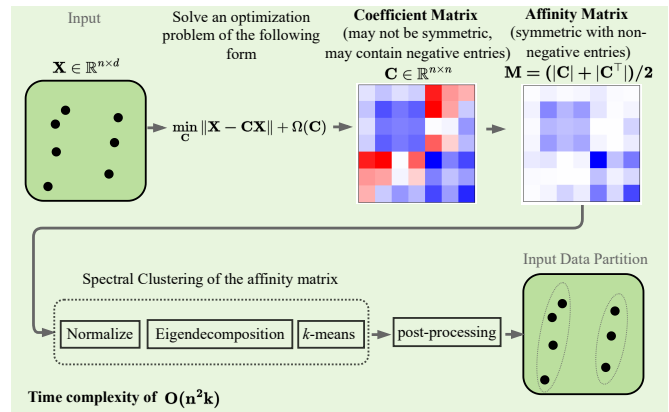 Input
X ∈ ℝ^{n×d}
Solve an optimization
problem of the following
form
min_C ‖X − CX‖ + Ω(C)
Coefficient Matrix
(may not be symmetric,
may contain negative entries)
C ∈ ℝ^{n×n}
Affinity Matrix
(symmetric with non-
negative entries)
M = (|C| + |C^⊤|)/2
Spectral Clustering of the affinity matrix
Normalize
Eigendecomposition
k-means
post-processing
Input Data Partition
Time complexity of O(n²k)